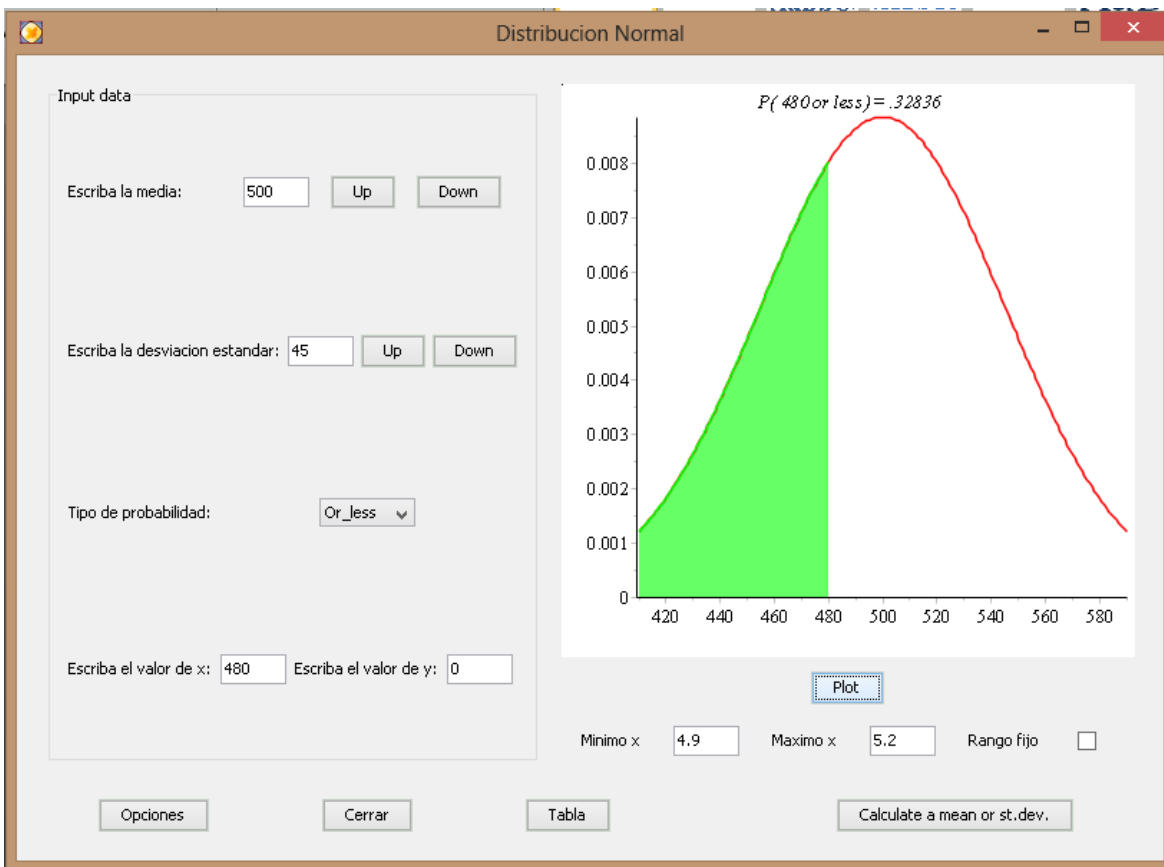 Distribucion Normal
Input data
Escriba la media: 500 Up Down
Escriba la desviacion estandar: 45 Up Down
Tipo de probabilidad: Or_less
Escriba el valor de x: 480 Escriba el valor de y: 0
P( 480 or less) = .32836
0.008
0.007
0.006
0.005
0.004
0.003
0.002
0.001
0
420 440 460 480 500 520 540 560 580
Plot
Minimo x 4.9 Maximo x 5.2 Rango fijo
Opciones Cerrar Tabla Calculate a mean or st.dev.